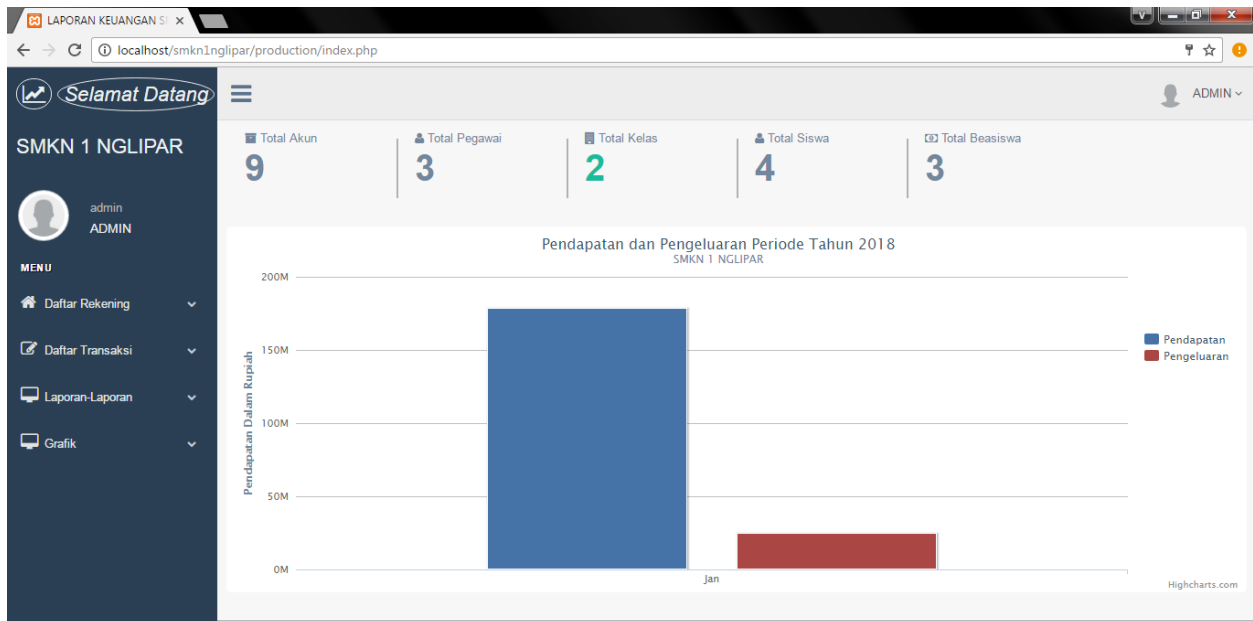 LAPORAN KEUANGAN S
localhost/smkn1nglipar/production/index.php
Selamat Datang
ADMIN
SMKN 1 NGLIPAR
admin
ADMIN
MENU
Daftar Rekening
Daftar Transaksi
Laporan-Laporan
Grafik
Total Akun
9
Total Pegawai
3
Total Kelas
2
Total Siswa
4
Total Beasiswa
3
Pendapatan dan Pengeluaran Periode Tahun 2018
SMKN 1 NGLIPAR
Pendapatan Dalam Rupiah
200M
150M
100M
50M
0M
Jan
Pendapatan
Pengeluaran
Highcharts.com